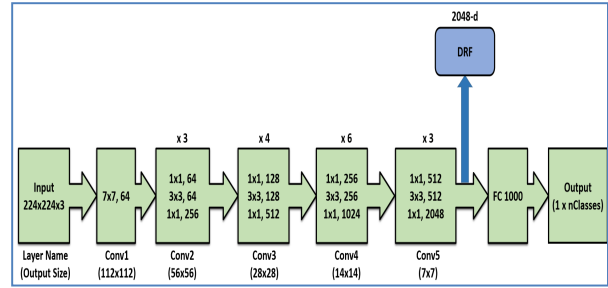 2048-d
DRF
x 3
x 4
x 6
x 3
Input
224x224x3
7x7, 64
1x1, 64
3x3, 64
1x1, 256
1x1, 128
3x3, 128
1x1, 512
1x1, 256
3x3, 256
1x1, 1024
1x1, 512
3x3, 512
1x1, 2048
FC 1000
Output
(1 x nClasses)
Layer Name
(Output Size)
Conv1
(112x112)
Conv2
(56x56)
Conv3
(28x28)
Conv4
(14x14)
Conv5
(7x7)